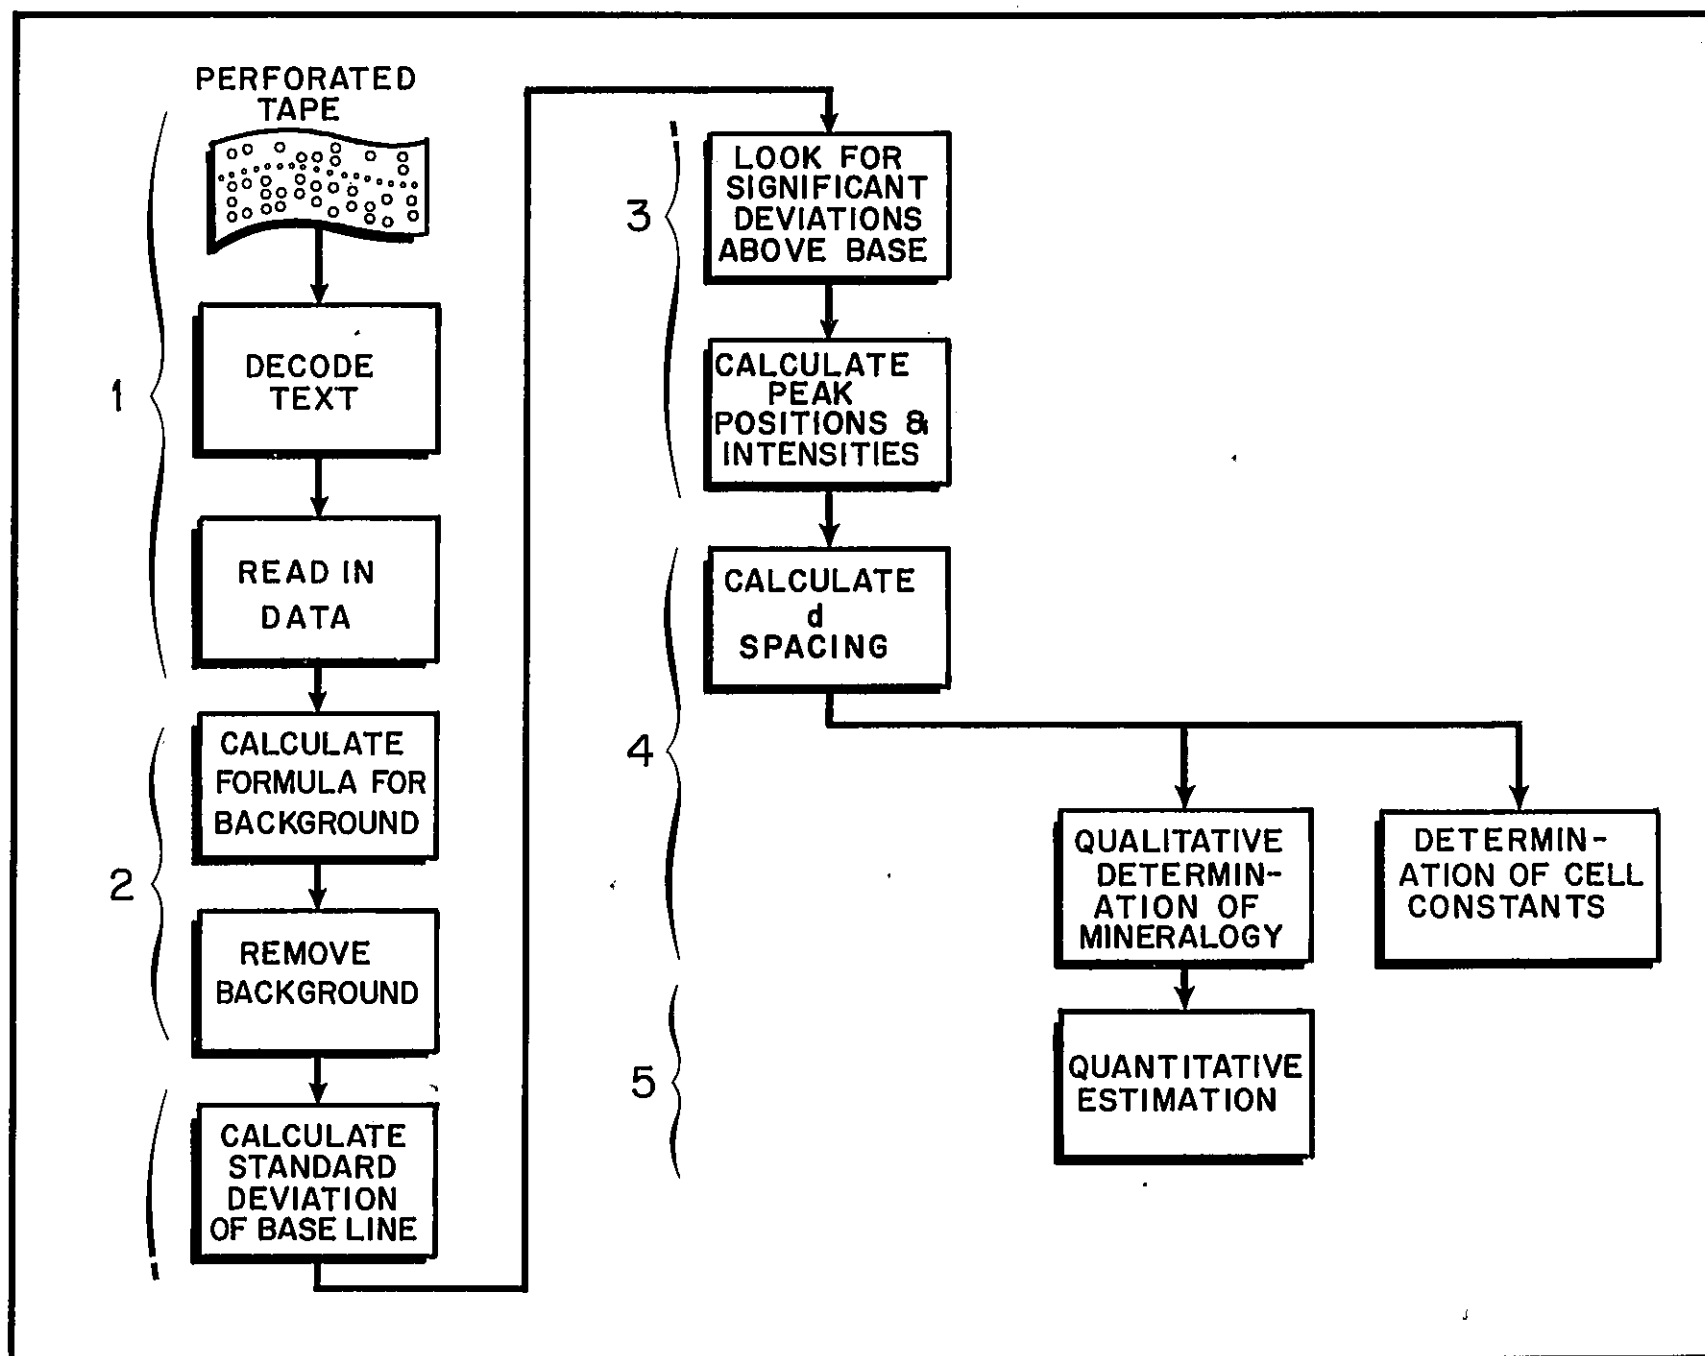 PERFORATED
TAPE
1
DECODE
TEXT
READ IN
DATA
2
CALCULATE
FORMULA FOR
BACKGROUND
REMOVE
BACKGROUND
CALCULATE
STANDARD
DEVIATION
OF BASE LINE
3
LOOK FOR
SIGNIFICANT
DEVIATIONS
ABOVE BASE
CALCULATE
PEAK
POSITIONS &
INTENSITIES
4
CALCULATE
d
SPACING
QUALITATIVE
DETERMIN-
ATION OF
MINERALOGY
DETERMIN-
ATION OF CELL
CONSTANTS
5
QUANTITATIVE
ESTIMATION